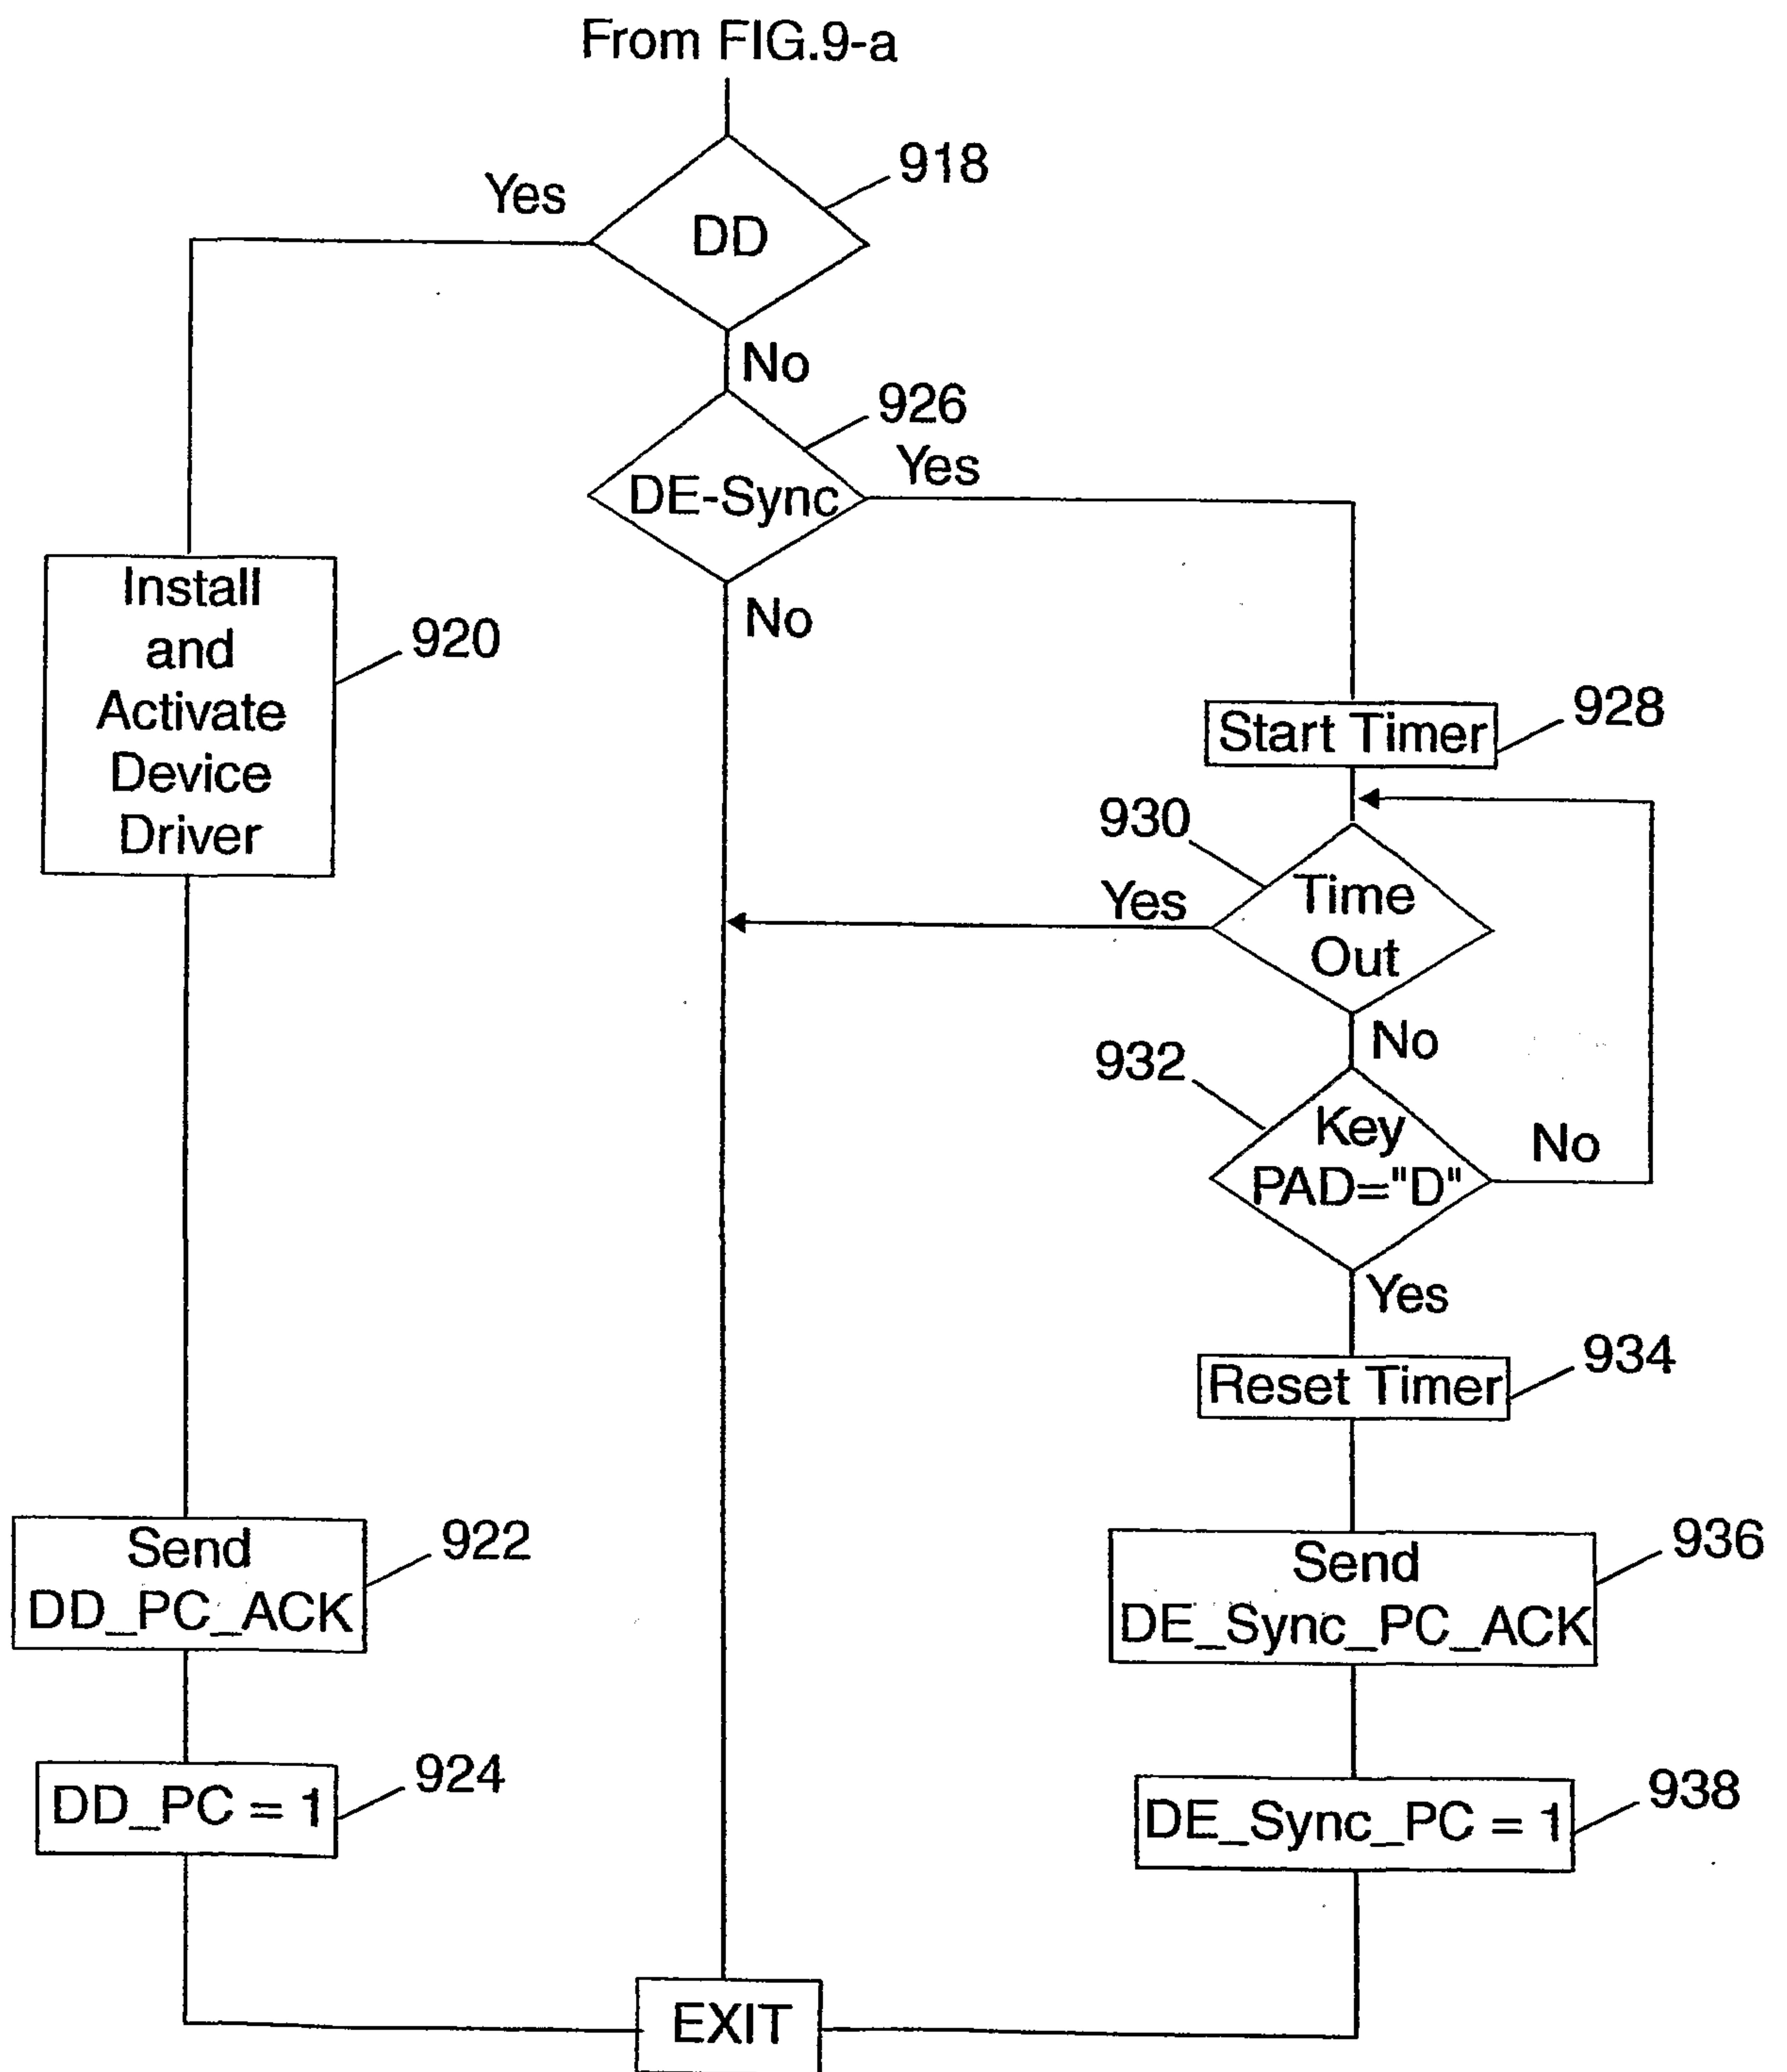 From FIG.9-a
918
Yes
DD
No
926
Yes
DE-Sync
No
Install
and
Activate
Device
Driver
920
Start Timer
928
930
Yes
Time
Out
No
932
Key
PAD="D"
No
Yes
Reset Timer
934
Send
DD_PC_ACK
922
Send
DE_Sync_PC_ACK
936
DD_PC = 1
924
DE_Sync_PC = 1
938
EXIT